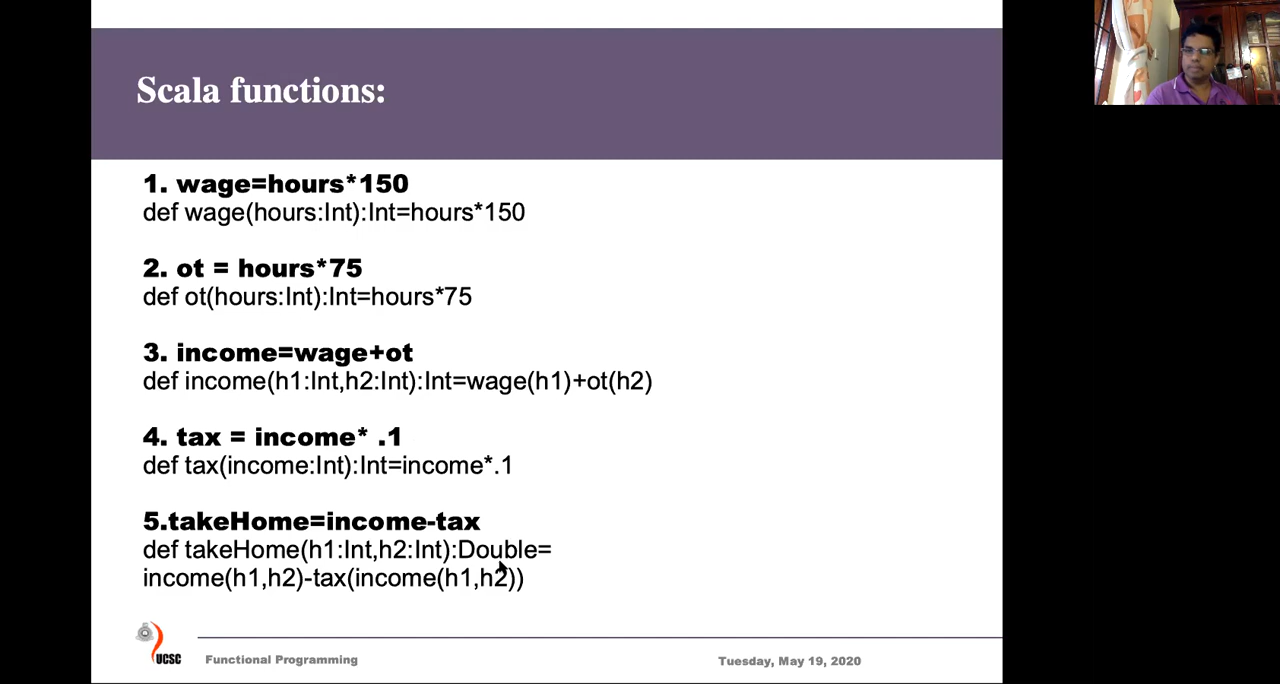 Scala functions:
1. wage=hours*150
def wage(hours:Int):Int=hours*150
2. ot = hours*75
def ot(hours:Int):Int=hours*75
3. income=wage+ot
def income(h1:Int,h2:Int):Int=wage(h1)+ot(h2)
4. tax = income* .1
def tax(income:Int):Int=income*.1
5.takeHome=income-tax
def takeHome(h1:Int,h2:Int):Double=
income(h1,h2)-tax(income(h1,h2))
UCSC
Functional Programming
Tuesday, May 19, 2020